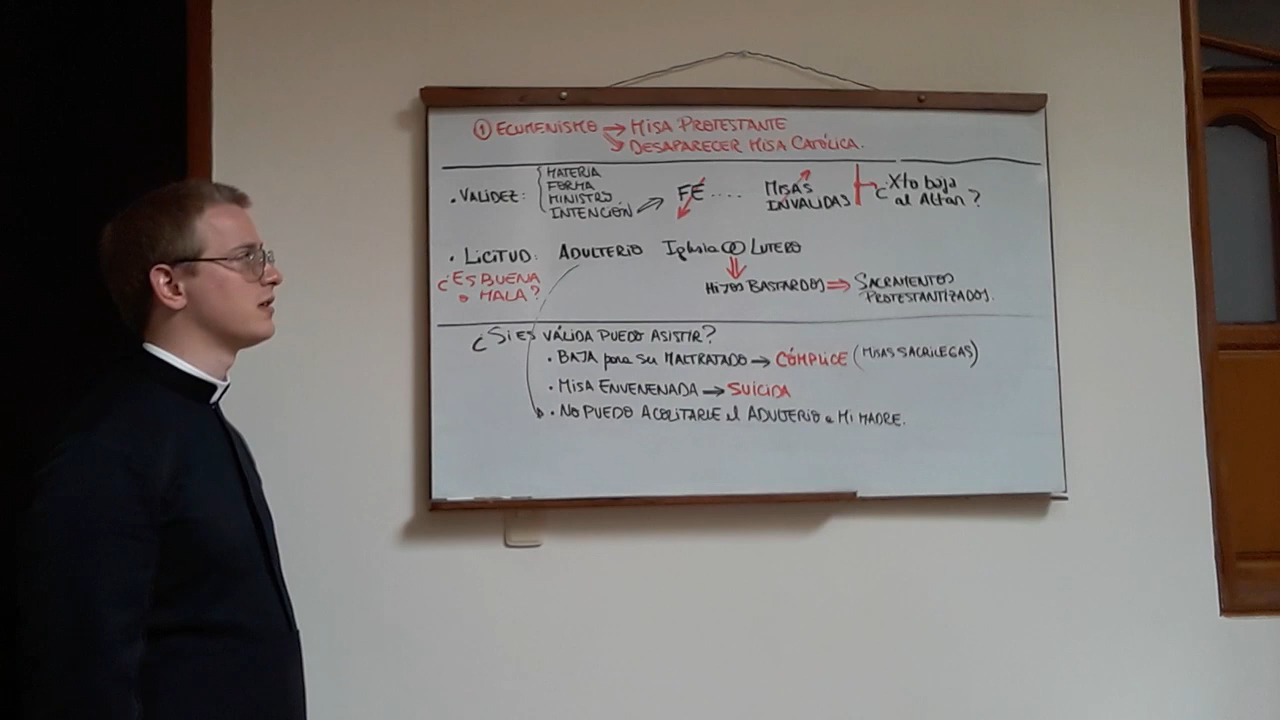 ① ECUMENISMO → MISA PROTESTANTE
→ DESAPARECER MISA CATÓLICA.
. VALIDEZ: { MATERIA
FORMA
MINISTRO
INTENCIÓN ⇒ FE .... MISAS INVALIDAS
¿Xto baja
al Altar?
. LICITUD: ADULTERIO Iglesia LUTERO
¿ES BUENA
o MALA?
HIJOS BASTARDOS ⇒ SACRAMENTOS
PROTESTANTIZADOS.
¿SI ES VÁLIDA PUEDO ASISTIR?
. BAJA para ser MALTRATADO → CÓMPLICE (MISAS SACRÍLEGAS)
. MISA ENVENENADA → SUICIDA
. NO PUEDO ACOLITARLE el ADULTERIO a MI MADRE.